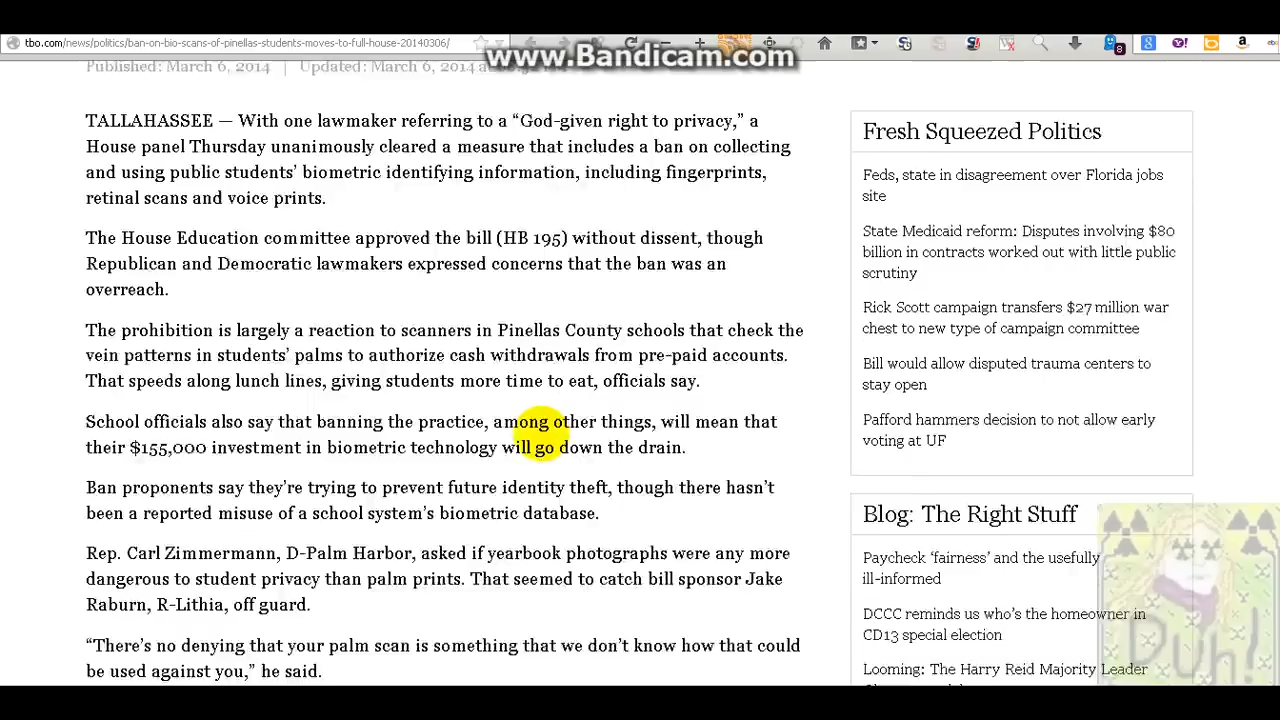 tbo.com/news/politics/ban-on-bio-scans-of-pinellas-students-moves-to-full-house-20140306/
www.Bandicam.com
8
Published: March 6, 2014 | Updated: March 6, 2014 at
TALLAHASSEE — With one lawmaker referring to a “God-given right to privacy,” a
House panel Thursday unanimously cleared a measure that includes a ban on collecting
and using public students’ biometric identifying information, including fingerprints,
retinal scans and voice prints.
The House Education committee approved the bill (HB 195) without dissent, though
Republican and Democratic lawmakers expressed concerns that the ban was an
overreach.
The prohibition is largely a reaction to scanners in Pinellas County schools that check the
vein patterns in students’ palms to authorize cash withdrawals from pre-paid accounts.
That speeds along lunch lines, giving students more time to eat, officials say.
School officials also say that banning the practice, among other things, will mean that
their $155,000 investment in biometric technology will go down the drain.
Ban proponents say they’re trying to prevent future identity theft, though there hasn’t
been a reported misuse of a school system’s biometric database.
Rep. Carl Zimmermann, D-Palm Harbor, asked if yearbook photographs were any more
dangerous to student privacy than palm prints. That seemed to catch bill sponsor Jake
Raburn, R-Lithia, off guard.
“There’s no denying that your palm scan is something that we don’t know how that could
be used against you,” he said.
Fresh Squeezed Politics
Feds, state in disagreement over Florida jobs
site
State Medicaid reform: Disputes involving $80
billion in contracts worked out with little public
scrutiny
Rick Scott campaign transfers $27 million war
chest to new type of campaign committee
Bill would allow disputed trauma centers to
stay open
Pafford hammers decision to not allow early
voting at UF
Blog: The Right Stuff
Paycheck ‘fairness’ and the usefully
ill-informed
DCCC reminds us who’s the homeowner in
CD13 special election
Looming: The Harry Reid Majority Leader
Duh!